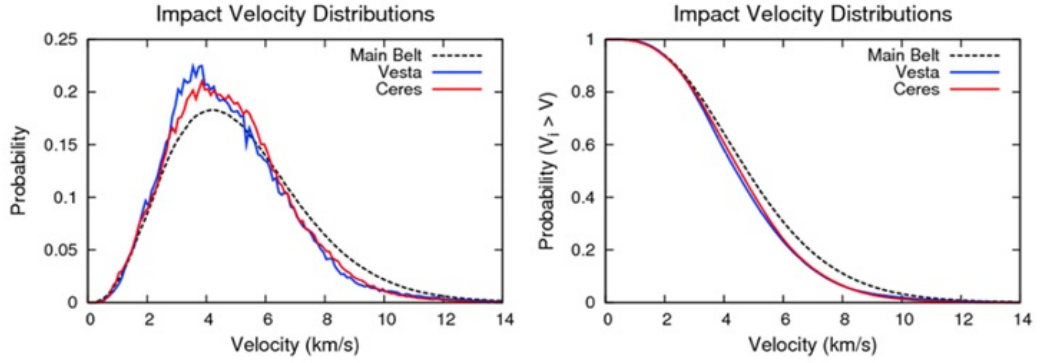 Impact Velocity Distributions
0.25
0.2
0.15
0.1
0.05
0
Probability
Main Belt
Vesta
Ceres
0 2 4 6 8 10 12 14
Velocity (km/s)
Impact Velocity Distributions
1
0.8
0.6
0.4
0.2
0
Probability (V_i > V)
Main Belt
Vesta
Ceres
0 2 4 6 8 10 12 14
Velocity (km/s)